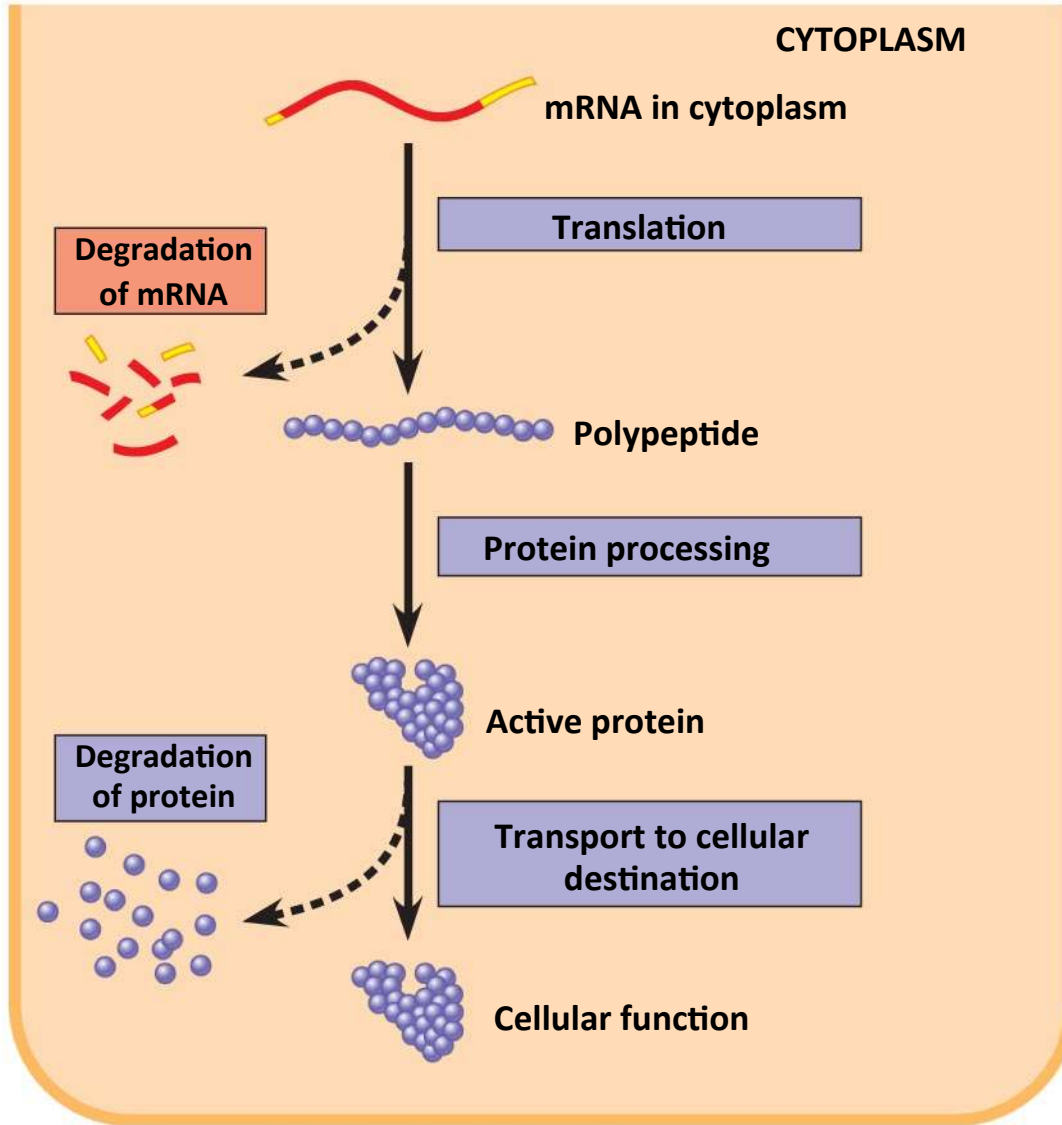 CYTOPLASM
mRNA in cytoplasm
Translation
Degradation
of mRNA
Polypeptide
Protein processing
Active protein
Degradation
of protein
Transport to cellular
destination
Cellular function